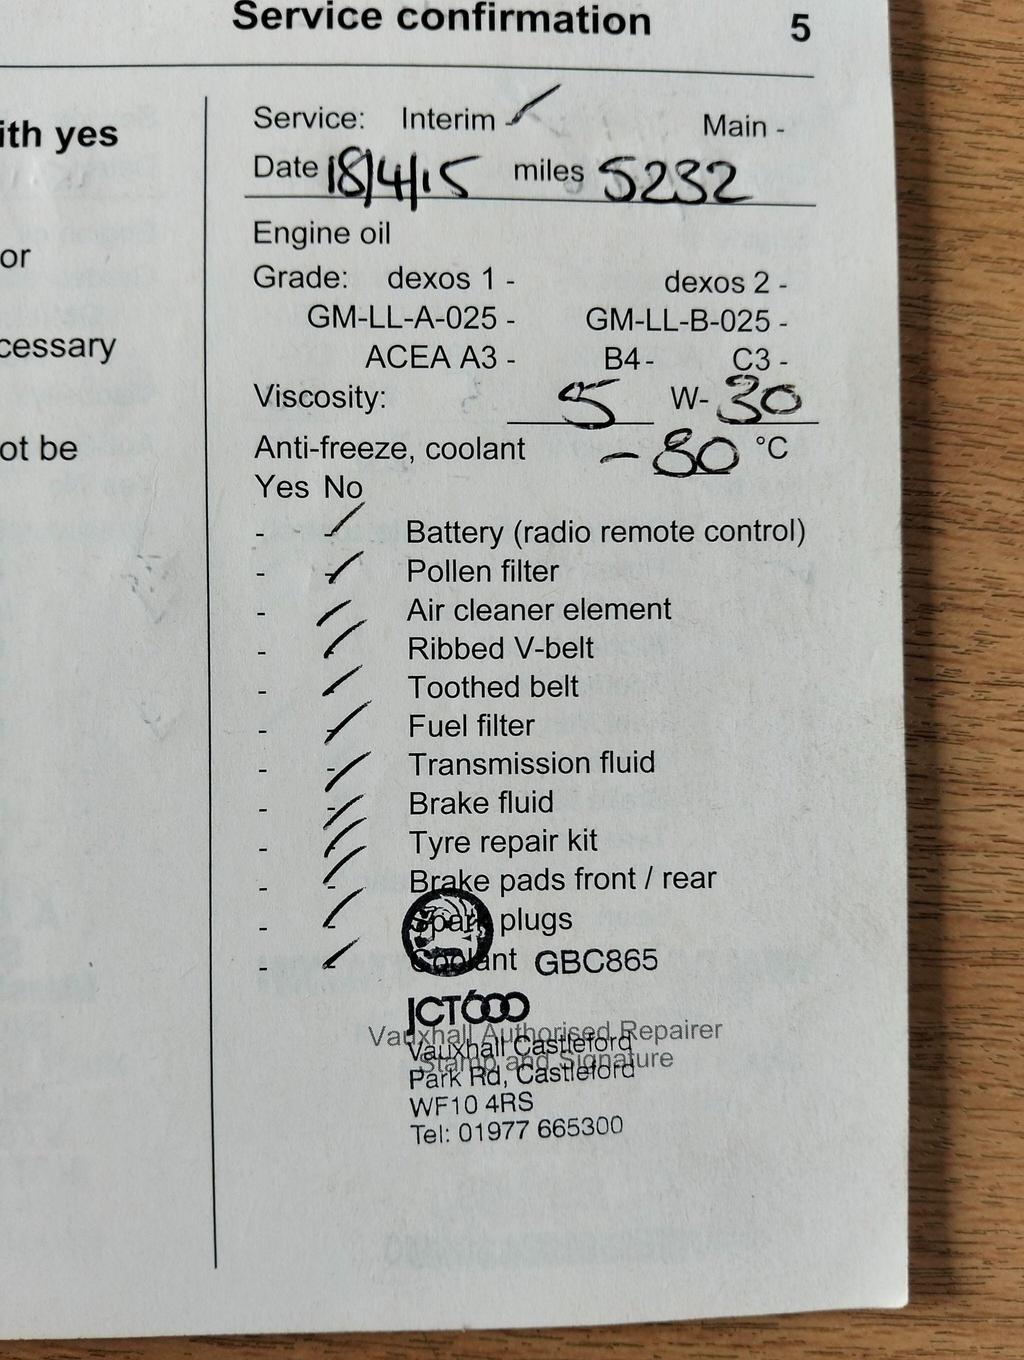 Service confirmation 5
ith yes
or
cessary
ot be
Service: Interim - Main -
Date 18/4/15 miles 5232
Engine oil
Grade: dexos 1 - dexos 2 -
GM-LL-A-025 - GM-LL-B-025 -
ACEA A3 - B4 - C3 -
Viscosity: 5 W- 30
Anti-freeze, coolant -80 °C
Yes No
- - Battery (radio remote control)
- - Pollen filter
- - Air cleaner element
- - Ribbed V-belt
- - Toothed belt
- - Fuel filter
- - Transmission fluid
- - Brake fluid
- - Tyre repair kit
- - Brake pads front / rear
- - Spark plugs
- - Coolant GBC865
JCT600
Vauxhall Authorised Repairer
Vauxhall Castleford
Stamp and Signature
Park Rd, Castleford
WF10 4RS
Tel: 01977 665300